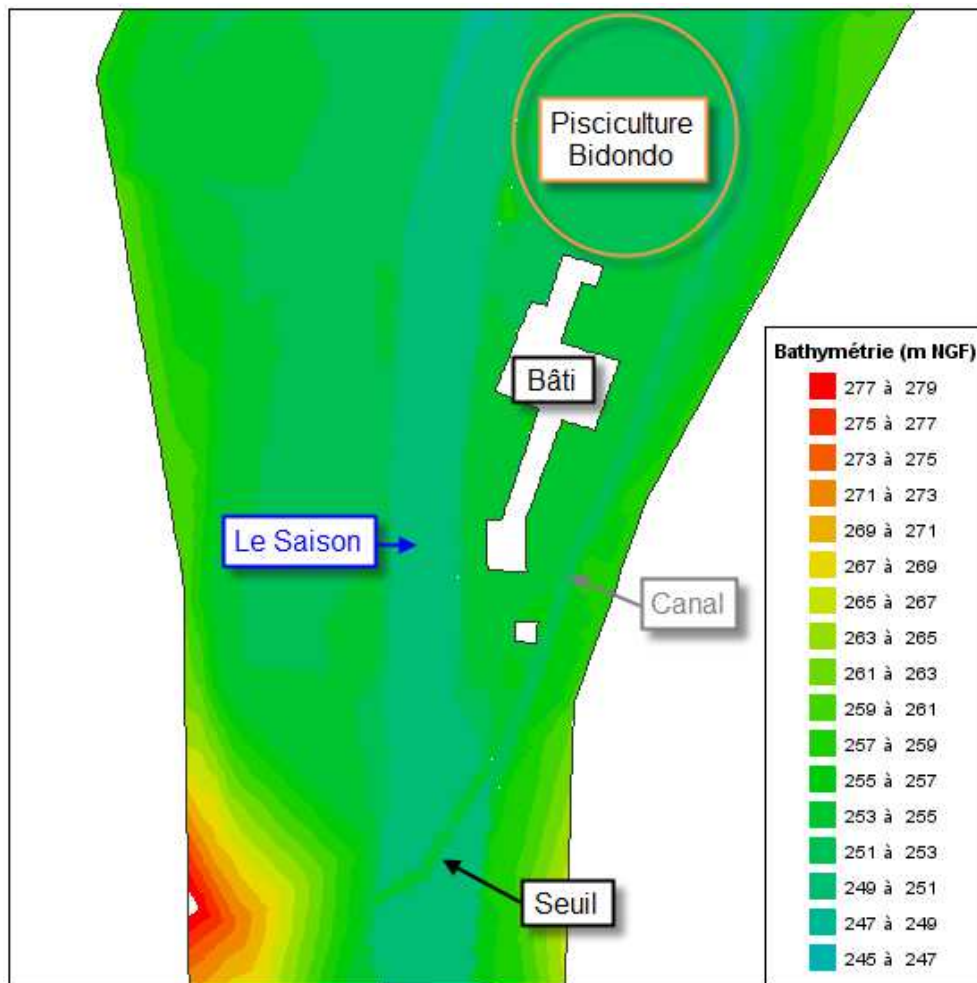 Pisciculture
Bidondo
Bâti
Le Saison
Canal
Seuil
Bathymétrie (m NGF)
277 à 279
275 à 277
273 à 275
271 à 273
269 à 271
267 à 269
265 à 267
263 à 265
261 à 263
259 à 261
257 à 259
255 à 257
253 à 255
251 à 253
249 à 251
247 à 249
245 à 247